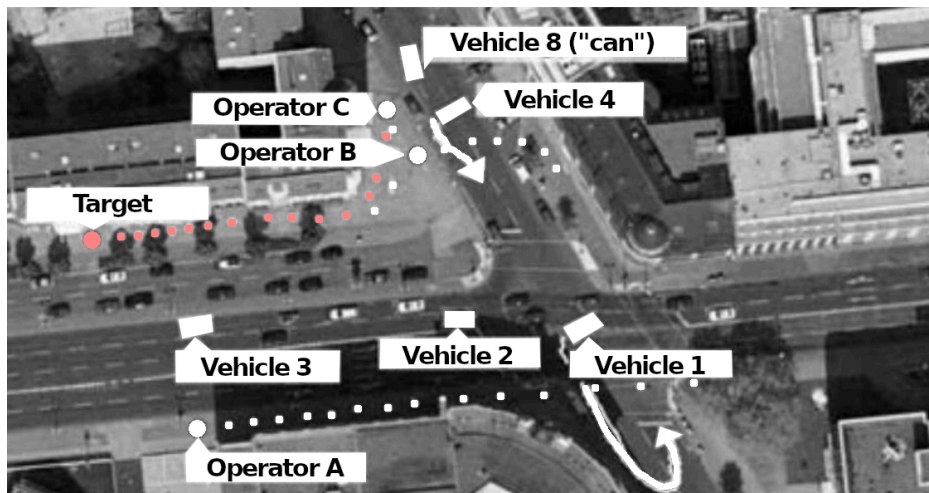 Vehicle 8 ("can")
Operator C
Vehicle 4
Operator B
Target
Vehicle 3
Vehicle 2
Vehicle 1
Operator A